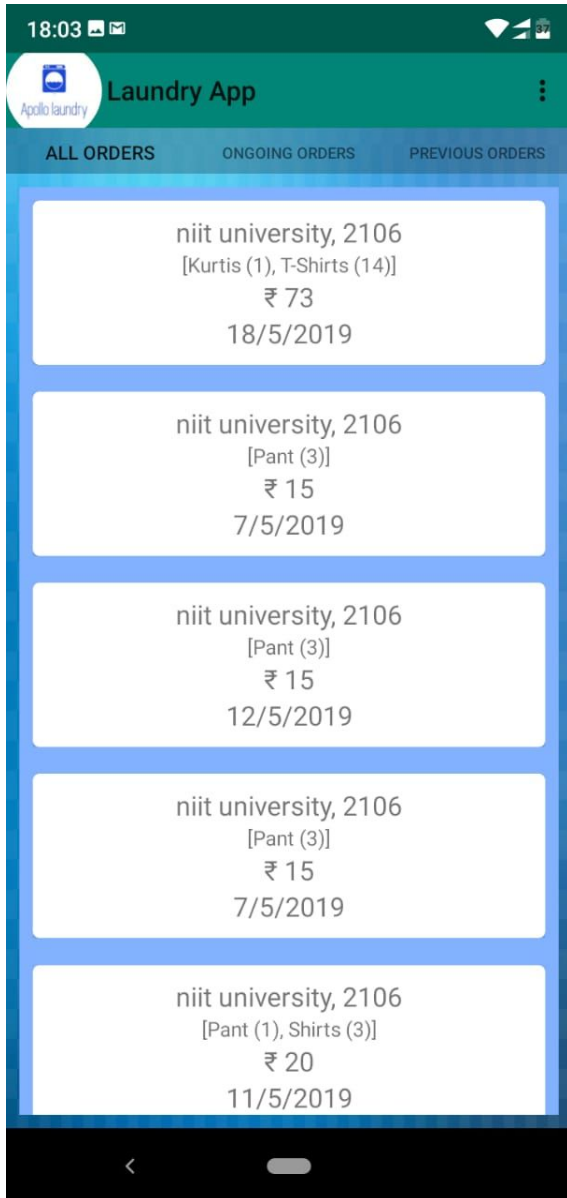 18:03
37
Apollo laundry
Laundry App
ALL ORDERS ONGOING ORDERS PREVIOUS ORDERS
niit university, 2106
[Kurtis (1), T-Shirts (14)]
₹ 73
18/5/2019
niit university, 2106
[Pant (3)]
₹ 15
7/5/2019
niit university, 2106
[Pant (3)]
₹ 15
12/5/2019
niit university, 2106
[Pant (3)]
₹ 15
7/5/2019
niit university, 2106
[Pant (1), Shirts (3)]
₹ 20
11/5/2019